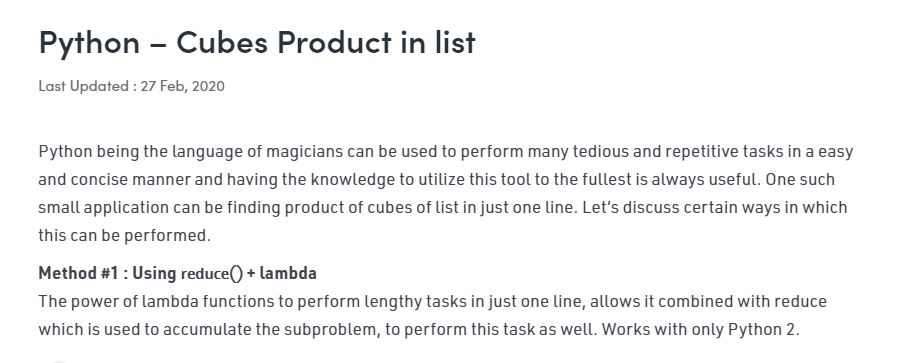 Python – Cubes Product in list
Last Updated : 27 Feb, 2020
Python being the language of magicians can be used to perform many tedious and repetitive tasks in a easy
and concise manner and having the knowledge to utilize this tool to the fullest is always useful. One such
small application can be finding product of cubes of list in just one line. Let’s discuss certain ways in which
this can be performed.
Method #1 : Using reduce() + lambda
The power of lambda functions to perform lengthy tasks in just one line, allows it combined with reduce
which is used to accumulate the subproblem, to perform this task as well. Works with only Python 2.